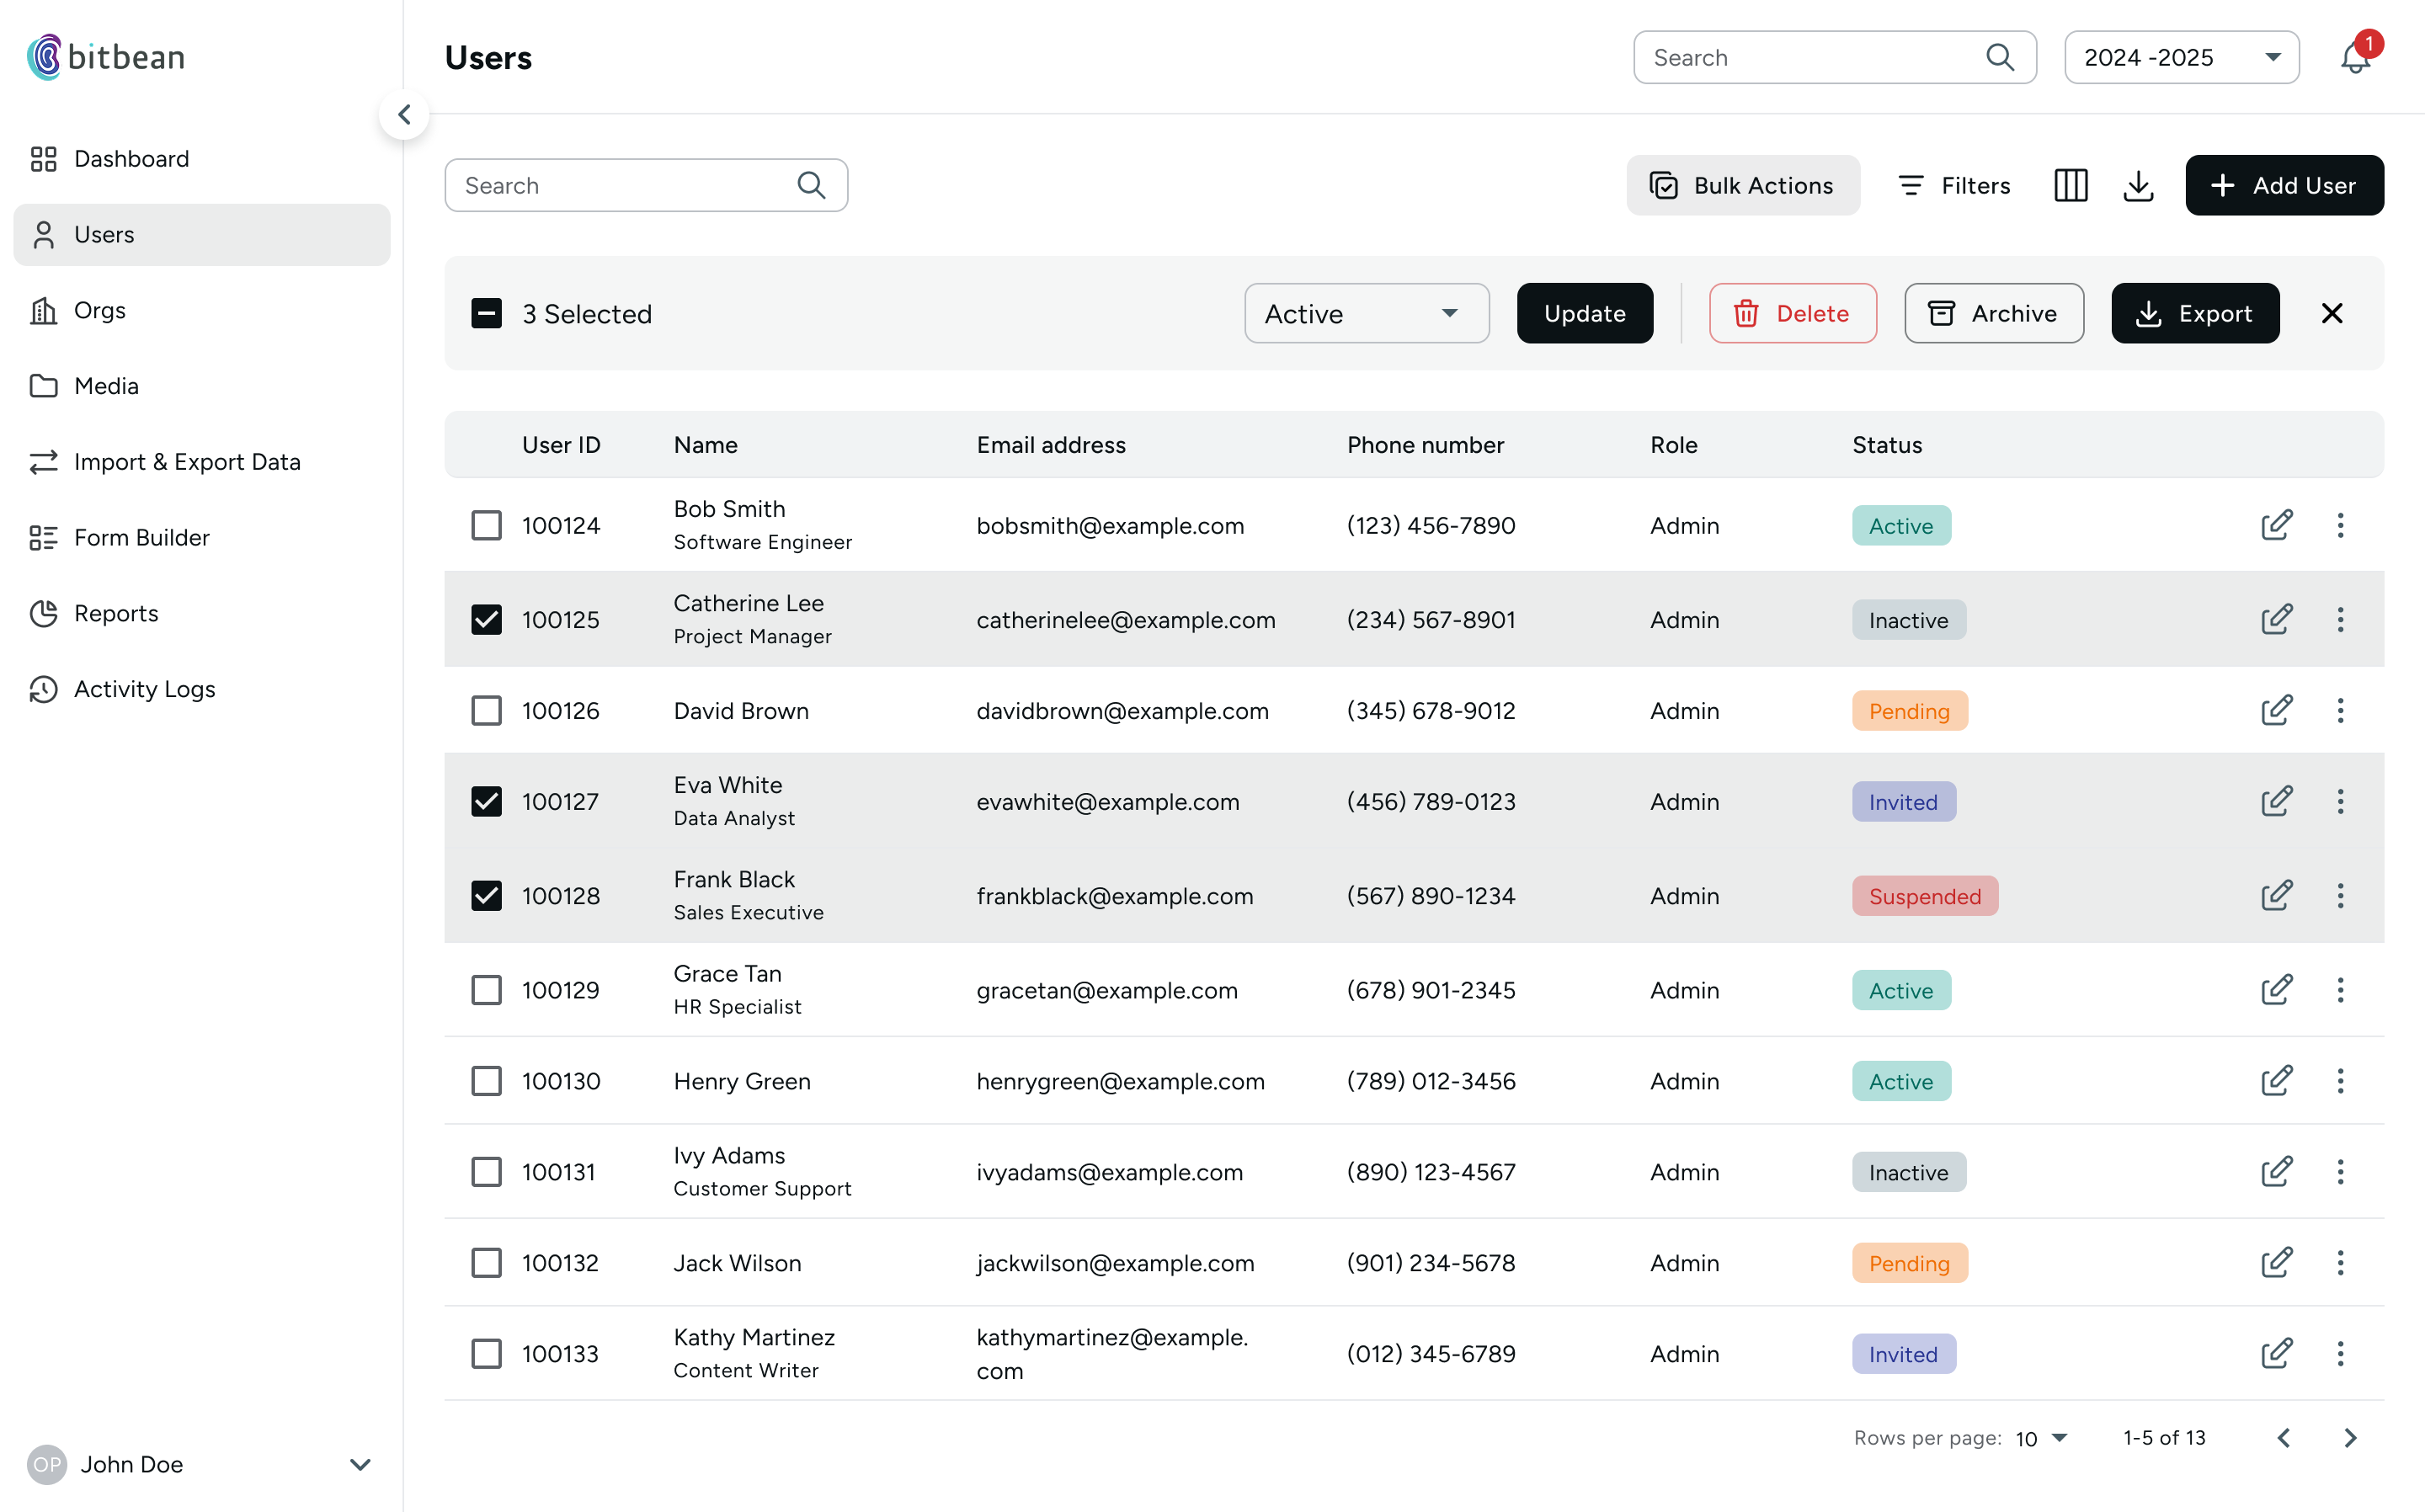 bitbean
Users
Search
2024 -2025
1
Dashboard
Users
Orgs
Media
Import & Export Data
Form Builder
Reports
Activity Logs
OP John Doe
Search
Bulk Actions
Filters
Add User
3 Selected
Active
Update
Delete
Archive
Export
User ID Name Email address Phone number Role Status
100124 Bob Smith bobsmith@example.com (123) 456-7890 Admin Active
Software Engineer
100125 Catherine Lee catherinelee@example.com (234) 567-8901 Admin Inactive
Project Manager
100126 David Brown davidbrown@example.com (345) 678-9012 Admin Pending
100127 Eva White evawhite@example.com (456) 789-0123 Admin Invited
Data Analyst
100128 Frank Black frankblack@example.com (567) 890-1234 Admin Suspended
Sales Executive
100129 Grace Tan gracetan@example.com (678) 901-2345 Admin Active
HR Specialist
100130 Henry Green henrygreen@example.com (789) 012-3456 Admin Active
100131 Ivy Adams ivyadams@example.com (890) 123-4567 Admin Inactive
Customer Support
100132 Jack Wilson jackwilson@example.com (901) 234-5678 Admin Pending
100133 Kathy Martinez kathymartinez@example. (012) 345-6789 Admin Invited
Content Writer com
Rows per page: 10 1-5 of 13